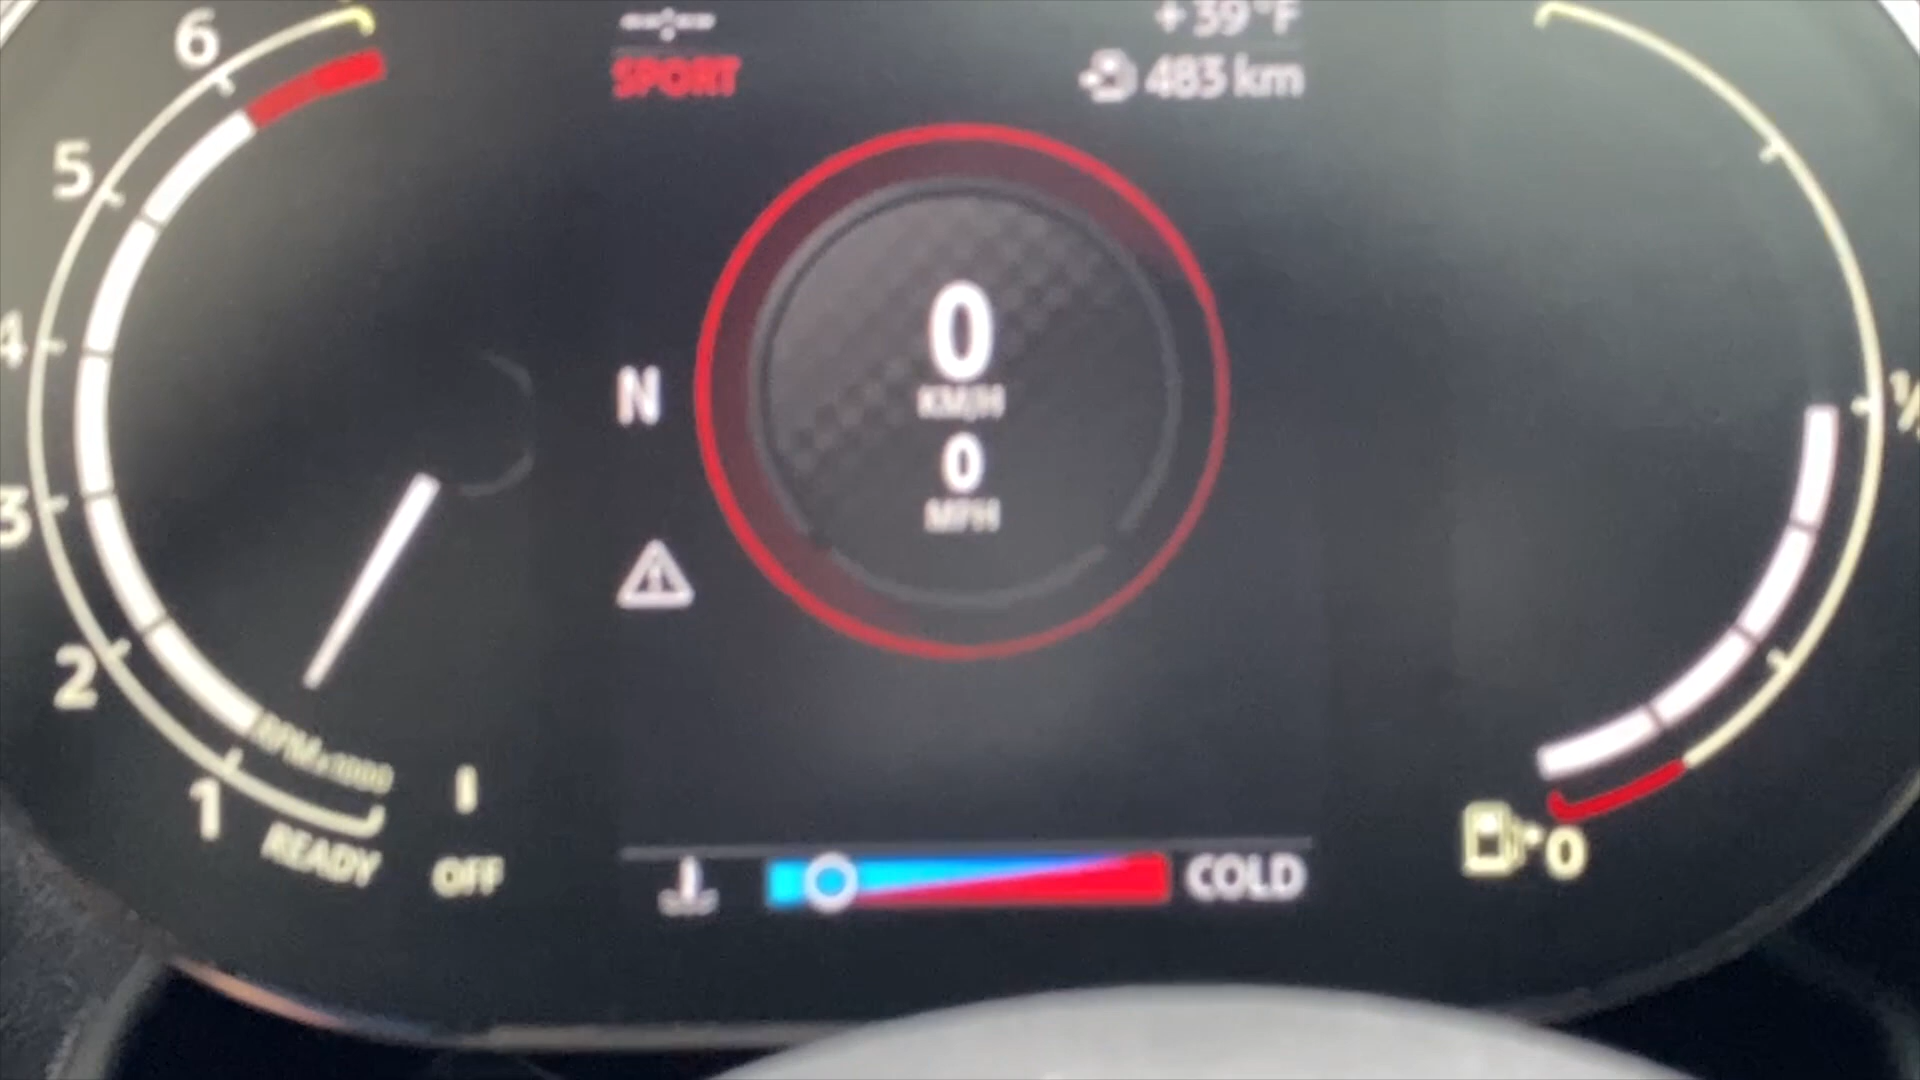 --:--
+39°F
SPORT
483 km
6
5
4
3
2
1
RPMx1000
READY
OFF
N
0
KM/H
0
MPH
COLD
0